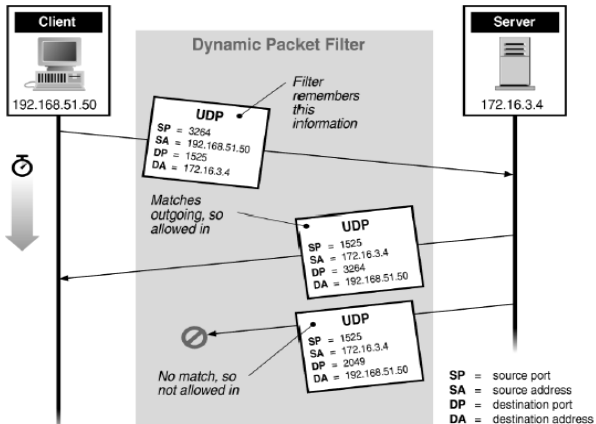 Client
Server
Dynamic Packet Filter
192.168.51.50
172.16.3.4
Filter
remembers
this
information
UDP
SP = 3264
SA = 192.168.51.50
DP = 1525
DA = 172.16.3.4
Matches
outgoing, so
allowed in
UDP
SP = 1525
SA = 172.16.3.4
DP = 3264
DA = 192.168.51.50
UDP
SP = 1525
SA = 172.16.3.4
DP = 2049
DA = 192.168.51.50
No match, so
not allowed in
SP = source port
SA = source address
DP = destination port
DA = destination address